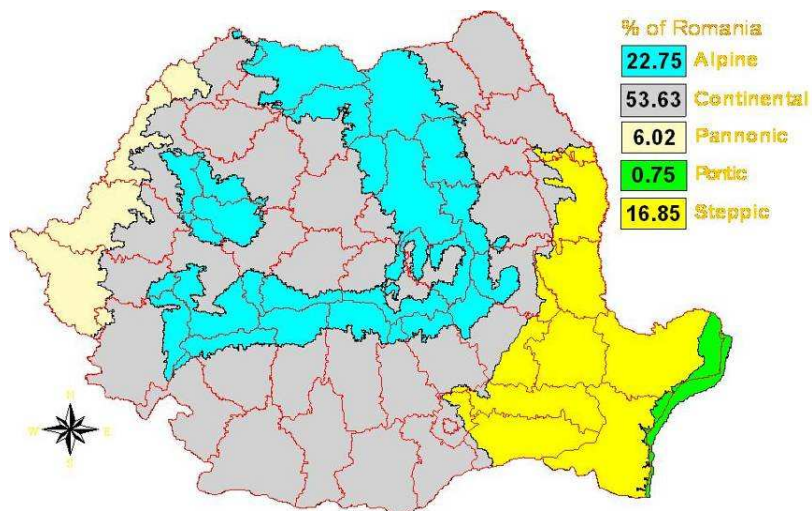 % of Romania
22.75 Alpine
53.63 Continental
6.02 Pannonic
0.75 Pontic
16.85 Steppic
N
W E
S